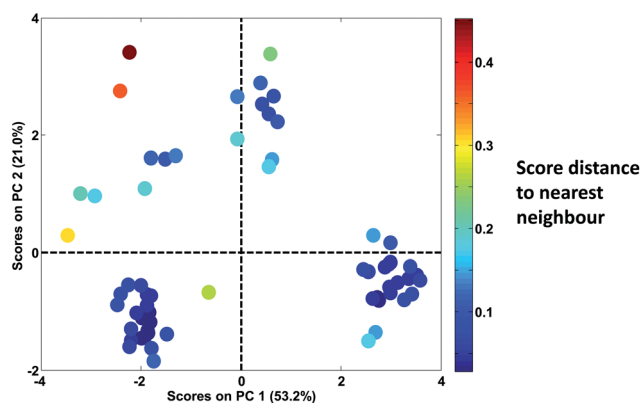 4
2
0
-2
Scores on PC 2 (21.0%)
-4
-2
0
2
4
Scores on PC 1 (53.2%)
0.4
0.3
0.2
0.1
Score distance
to nearest
neighbour